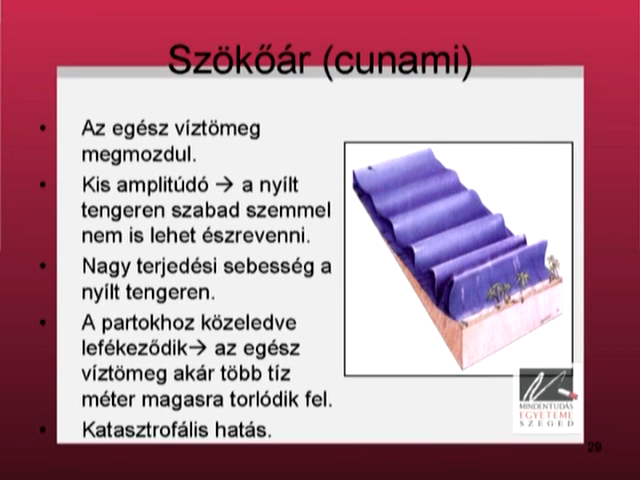 Szökőár (cunami)
• Az egész víztömeg
megmozdul.
• Kis amplitúdó → a nyílt
tengeren szabad szemmel
nem is lehet észrevenni.
• Nagy terjedési sebesség a
nyílt tengeren.
• A partokhoz közeledve
lefékeződik→ az egész
víztömeg akár több tíz
méter magasra torlódik fel.
• Katasztrofális hatás.
MINDENTUDÁS
EGYETEME
SZEGED
29